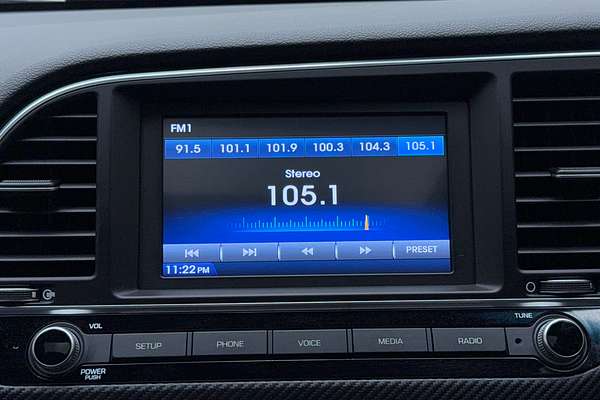 FM1
91.5 101.1 101.9 100.3 104.3 105.1
Stereo
105.1
PRESET
11:22 PM
VOL TUNE
SETUP PHONE VOICE MEDIA RADIO
POWER
PUSH